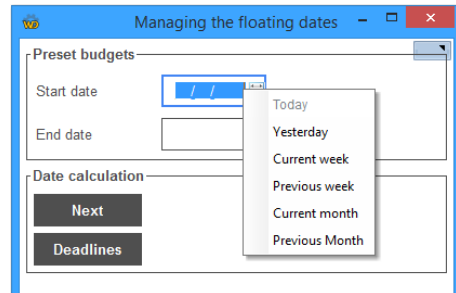 Managing the floating dates
Preset budgets
Start date
/ /
Today
End date
Yesterday
Current week
Date calculation
Previous week
Next
Current month
Deadlines
Previous Month